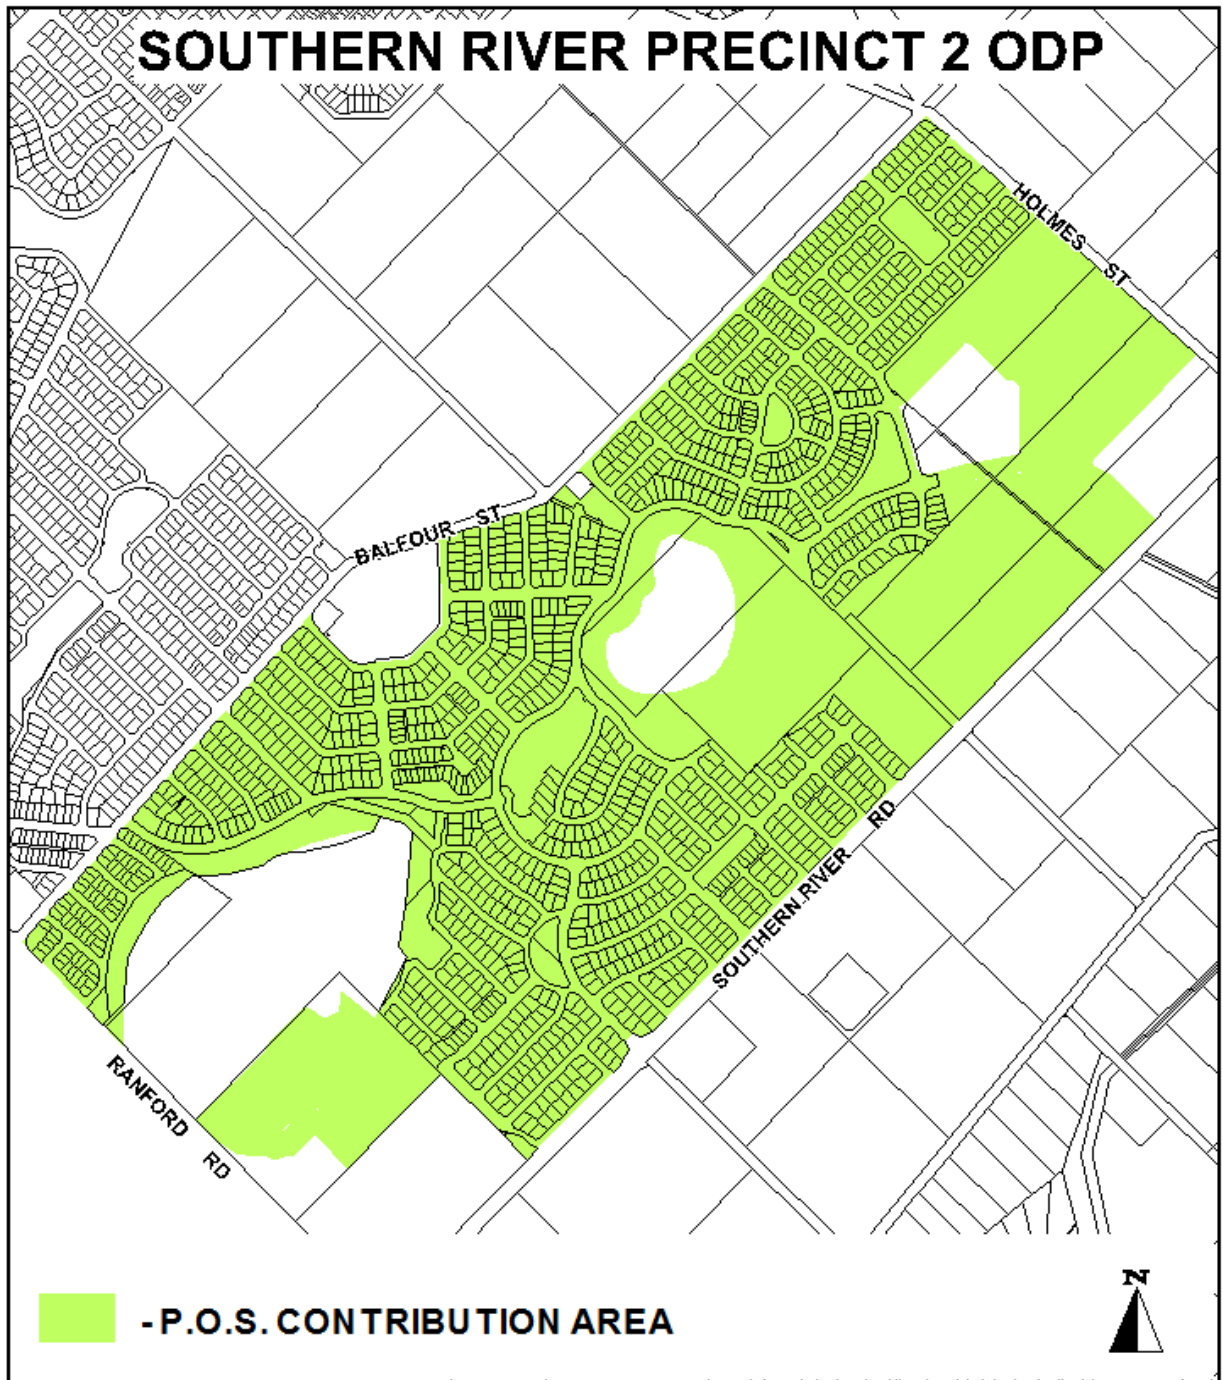 SOUTHERN RIVER PRECINCT 2 ODP
HOLMES ST
BALFOUR ST
SOUTHERN RIVER RD
RANFORD RD
N
- P.O.S. CONTRIBUTION AREA